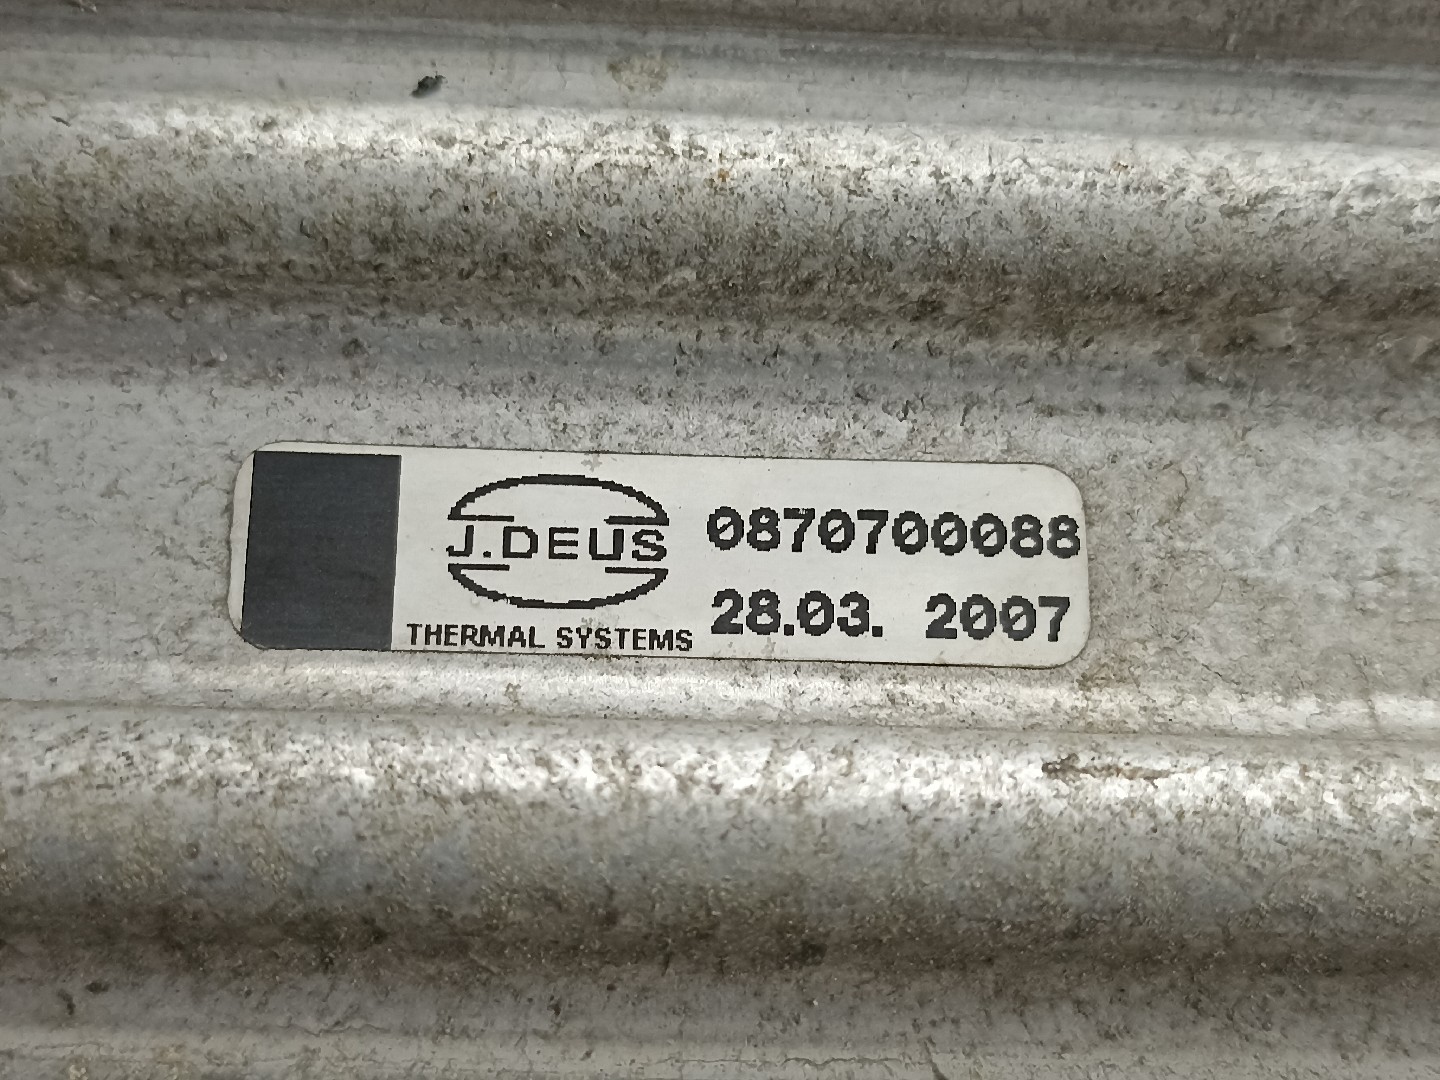 J.DEUS
THERMAL SYSTEMS
0870700088
28.03. 2007